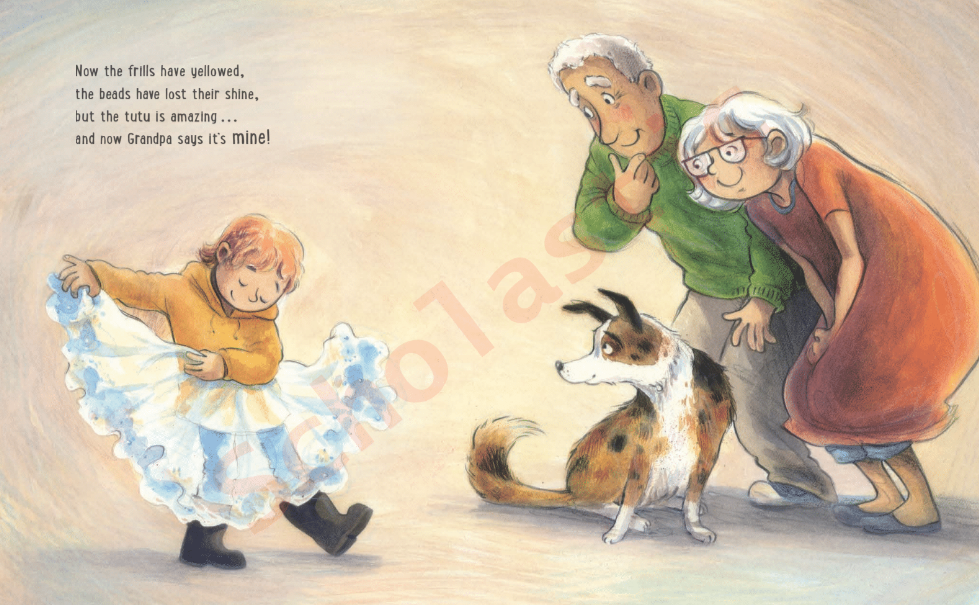 Now the frills have yellowed,
the beads have lost their shine,
but the tutu is amazing...
and now Grandpa says it's mine!
Scholas